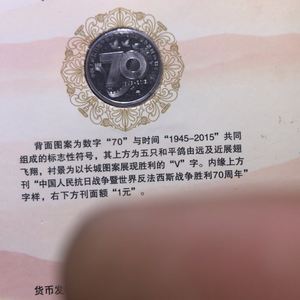 70
背面图案为数字“70”与时间“1945-2015”共同
组成的标志性符号，其上方为五只和平鸽由远及近展翅
飞翔，衬景为以长城图案展现胜利的“V”字。内缘上方
刊“中国人民抗日战争暨世界反法西斯战争胜利70周年”
字样，右下方刊面额“1元”。
货币发